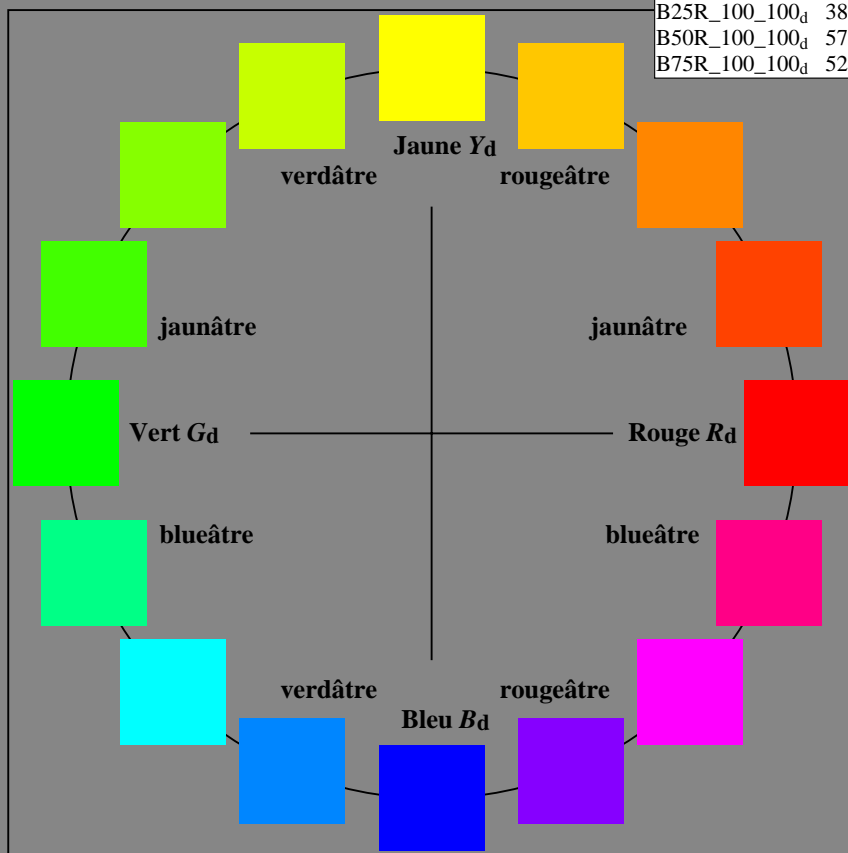 B25R_100_100d 38
B50R_100_100d 57
B75R_100_100d 52
Jaune Yd
verdâtre rougeâtre
jaunâtre jaunâtre
Vert Gd Rouge Rd
blueâtre blueâtre
verdâtre rougeâtre
Bleu Bd